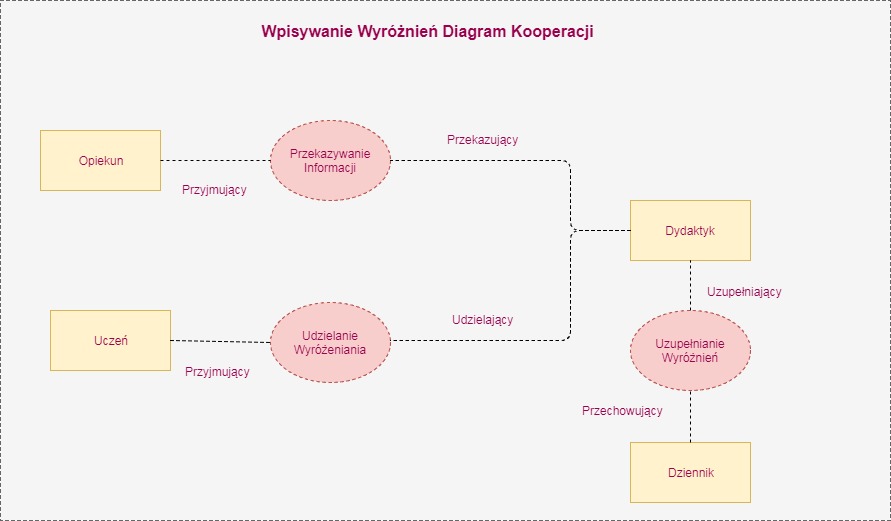 Wpisywanie Wyróżnień Diagram Kooperacji
Opiekun
Przyjmujący
Przekazywanie
Informacji
Przekazujący
Dydaktyk
Uczeń
Przyjmujący
Udzielanie
Wyróżeniania
Udzielający
Uzupełniający
Uzupełnianie
Wyróżnień
Przechowujący
Dziennik